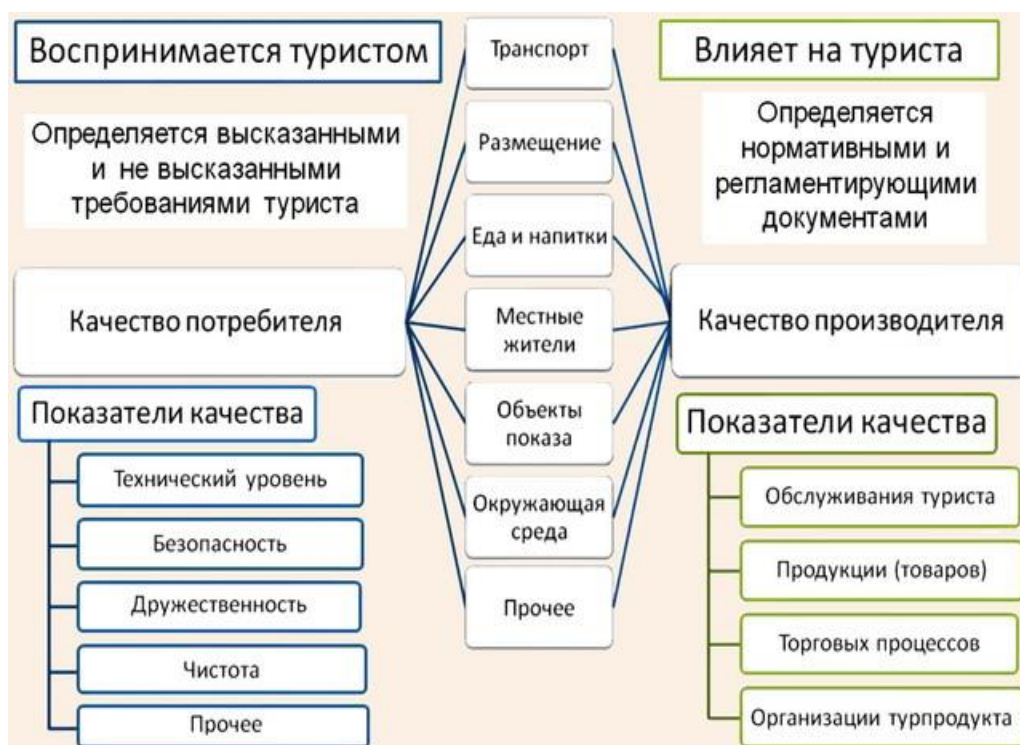 Воспринимается туристом
Определяется высказанными
и не высказанными
требованиями туриста
Качество потребителя
Показатели качества
Технический уровень
Безопасность
Дружественность
Чистота
Прочее
Транспорт
Размещение
Еда и напитки
Местные
жители
Объекты
показа
Окружающая
среда
Прочее
Влияет на туриста
Определяется
нормативными и
регламентирующими
документами
Качество производителя
Показатели качества
Обслуживания туриста
Продукции (товаров)
Торговых процессов
Организации турпродукта